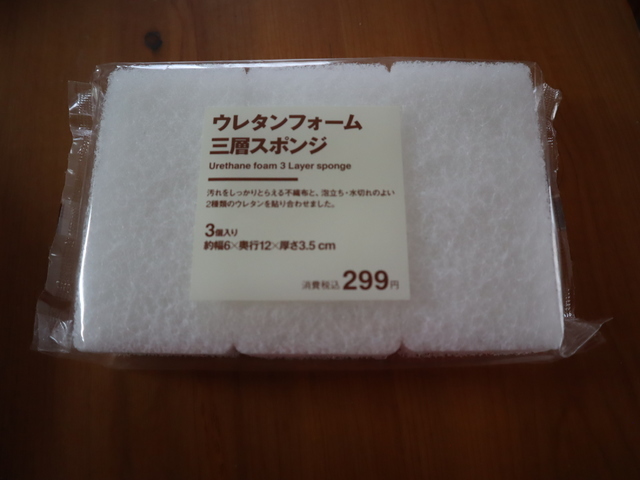 ウレタンフォーム
三層スポンジ
Urethane foam 3 Layer sponge
汚れをしっかりとらえる不織布と、泡立ち・水切れのよい
2種類のウレタンを貼り合わせました。
3個入り
約幅6×奥行12×厚さ3.5cm
消費税込299円